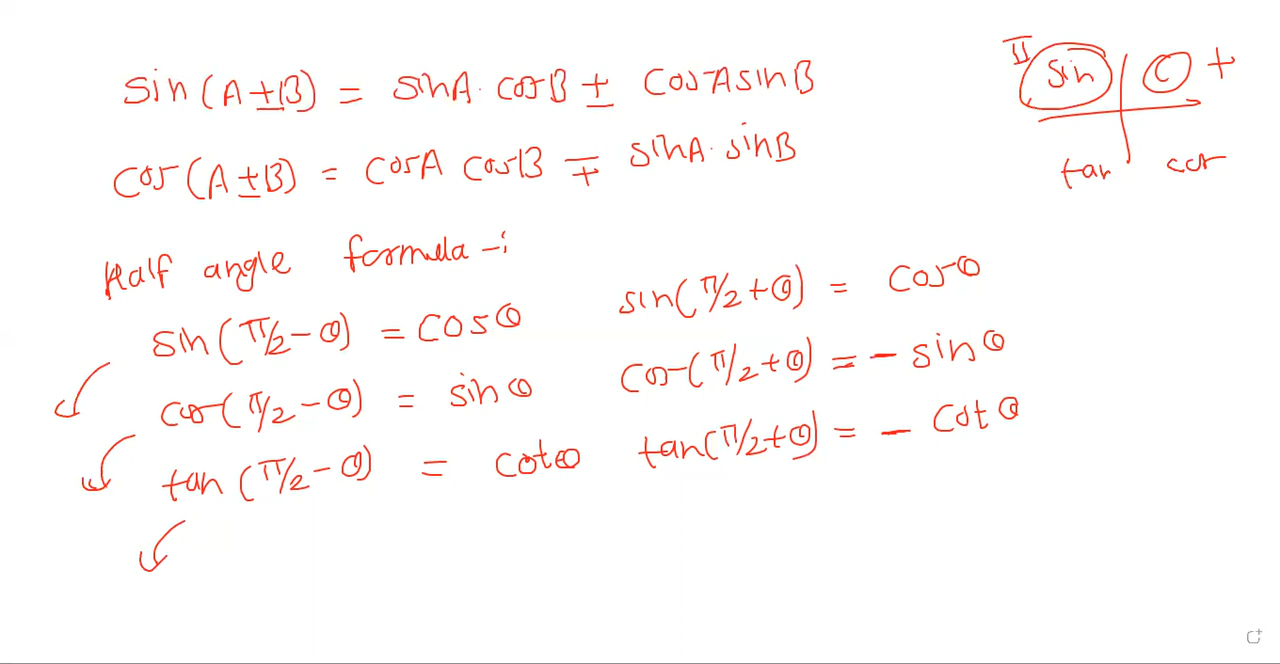 sin(A±B) = sinA·cosB ± cosAsinB
cos(A±B) = cosA cosB ∓ sinA·sinB
II sin +
tan cos
Half angle formula -:
sin(π/2-θ) = cosθ sin(π/2+θ) = cosθ
cos(π/2-θ) = sinθ cos(π/2+θ) = - sinθ
tan(π/2-θ) = cotθ tan(π/2+θ) = - cotθ